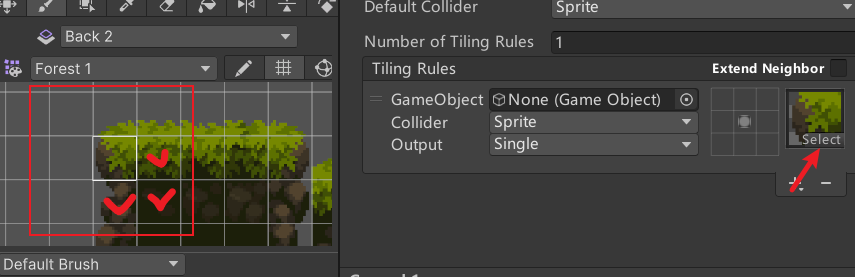 Back 2
Forest 1
Default Brush
Default Collider
Sprite
Number of Tiling Rules
1
Tiling Rules
Extend Neighbor
GameObject
None (Game Object)
Collider
Sprite
Output
Single
Select